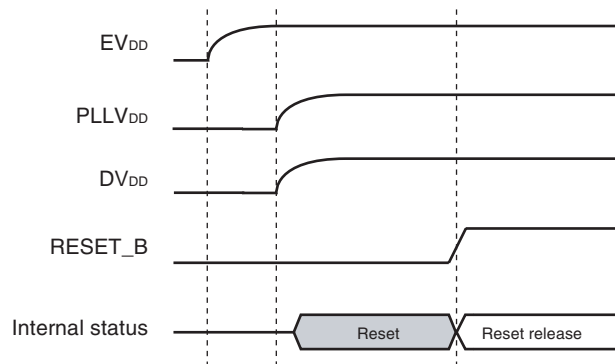 EVDD
PLLVDD
DVDD
RESET_B
Internal status
Reset
Reset release